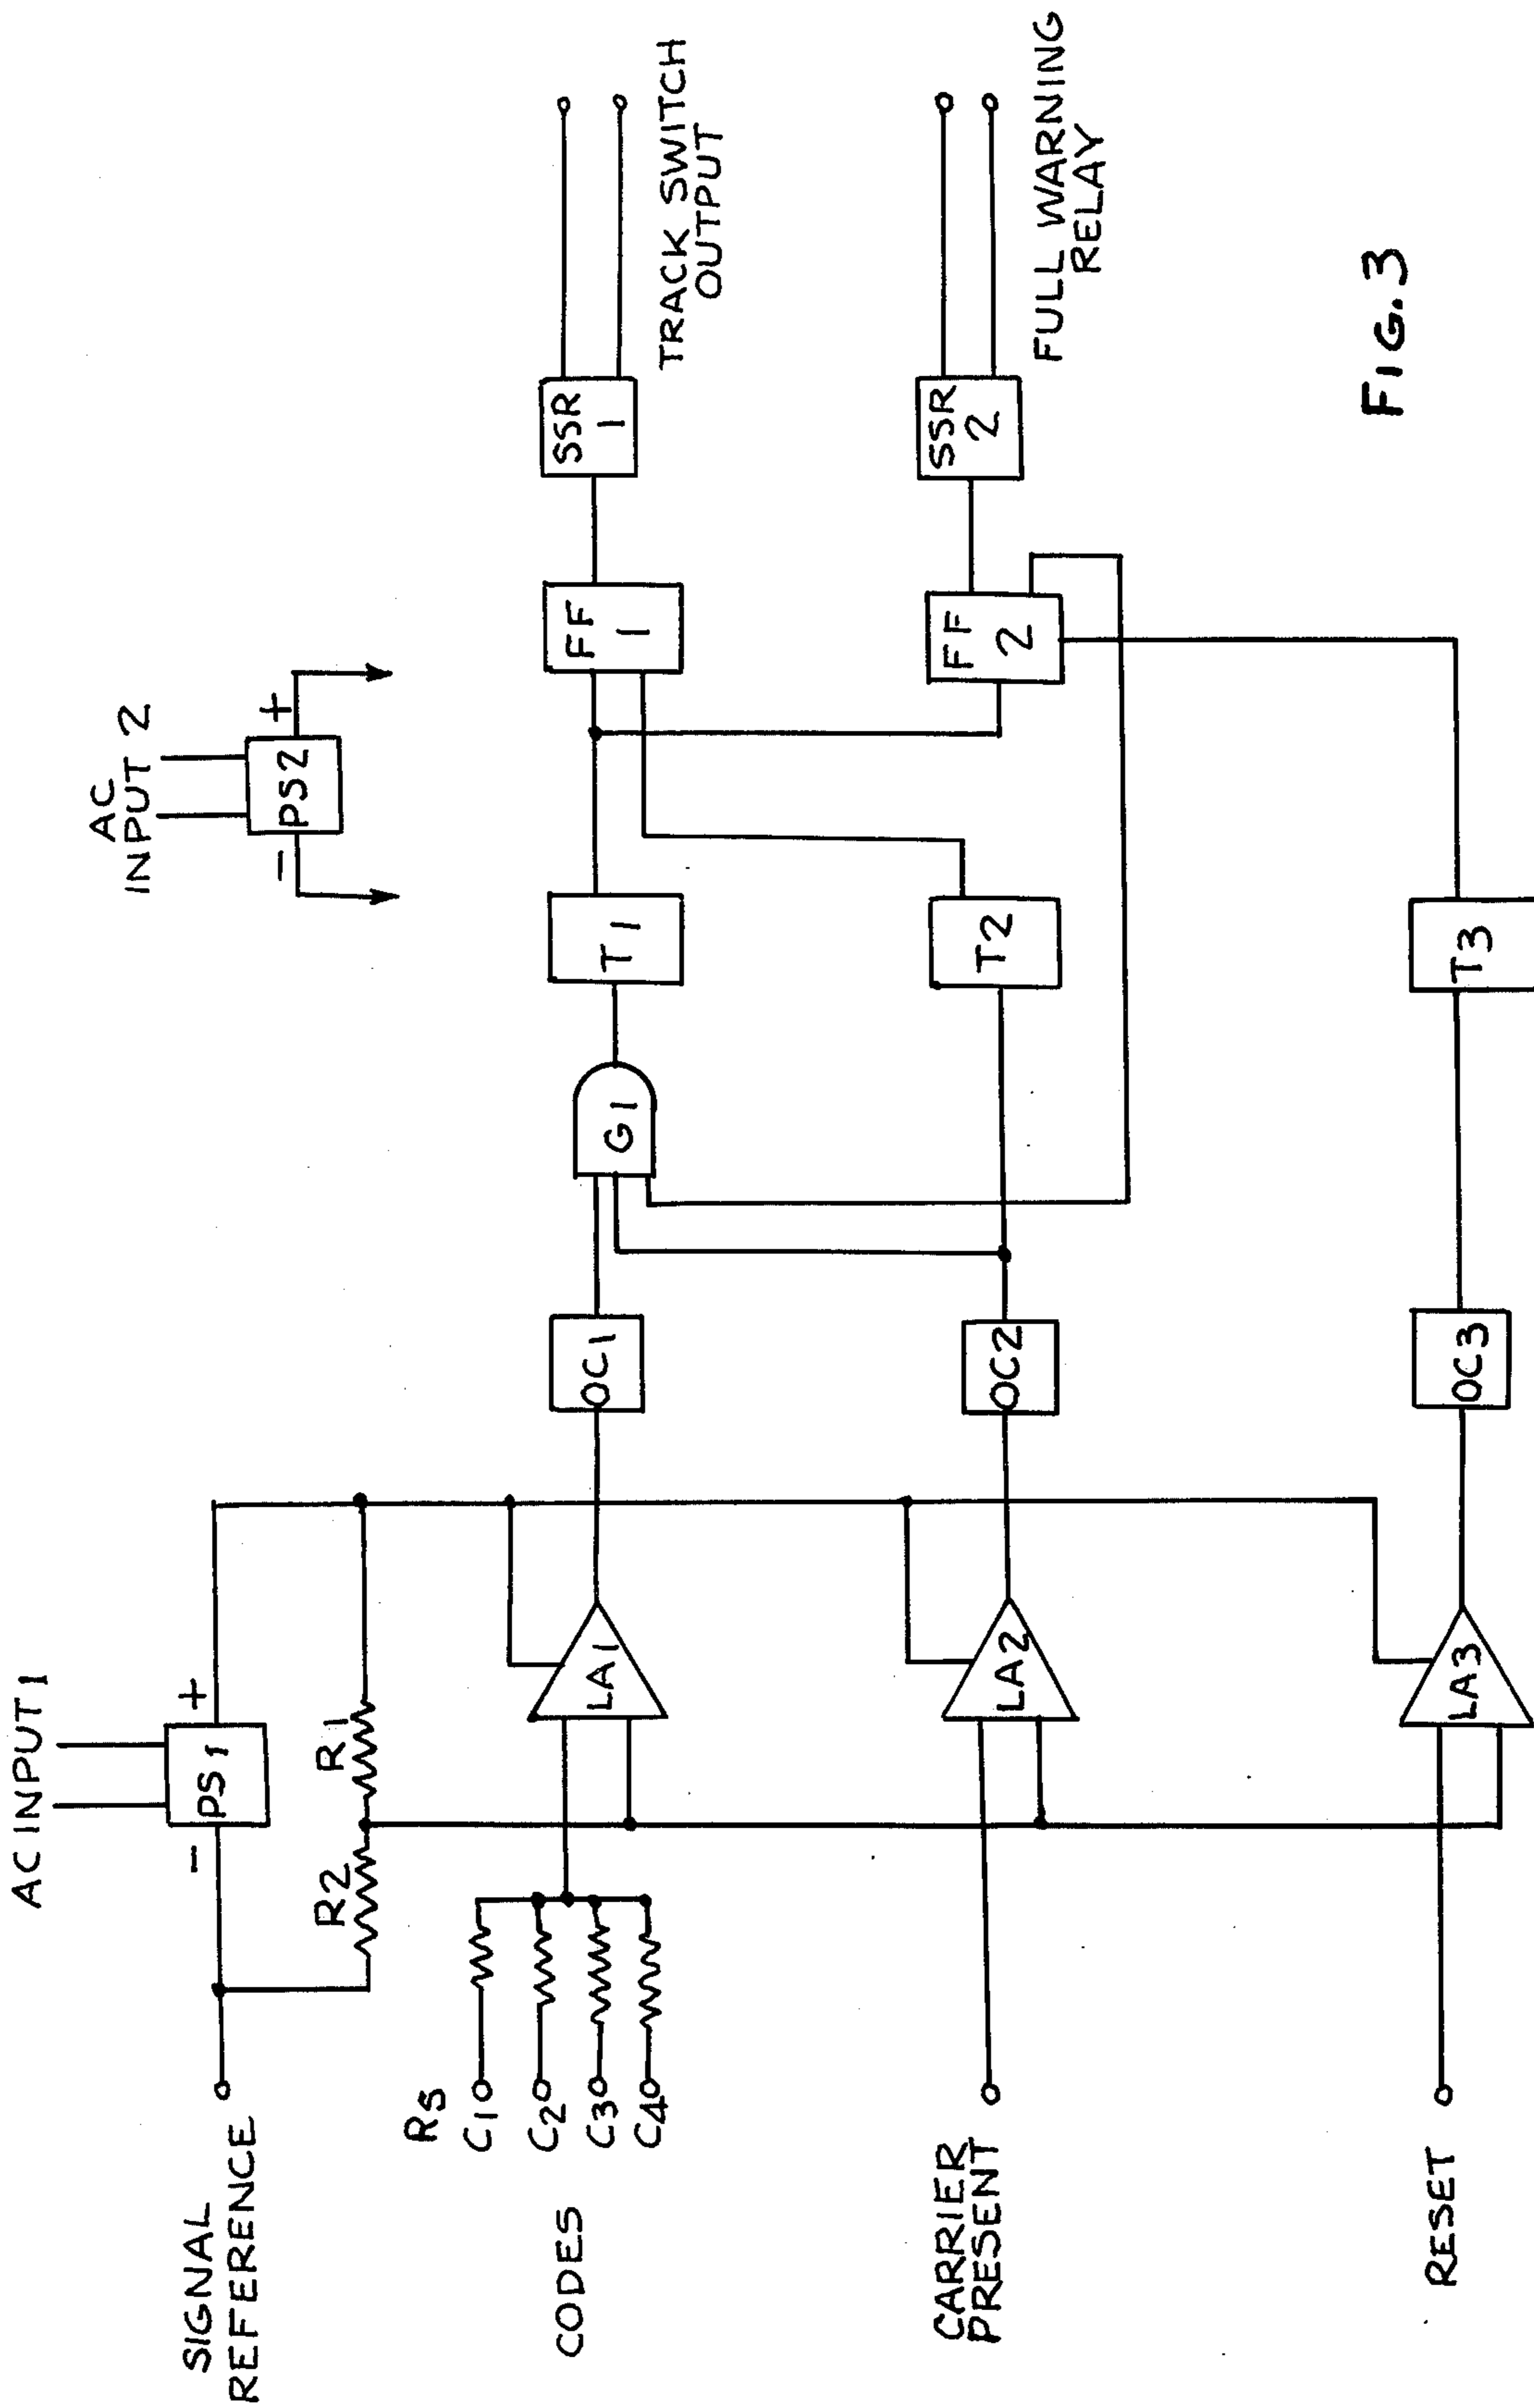 AC INPUT 1
AC
INPUT 2
SIGNAL
REFERENCE
-
PS1
+
=
PS2
+
R2
R1
RS
CODES
C1
C2
C3
C4
LA1
OC1
G1
T1
FF
1
SSR
1
TRACK SWITCH
OUTPUT
CARRIER
PRESENT
LA2
OC2
T2
FF
2
SSR
2
FULL WARNING
RELAY
RESET
LA3
OC3
T3
FIG.3